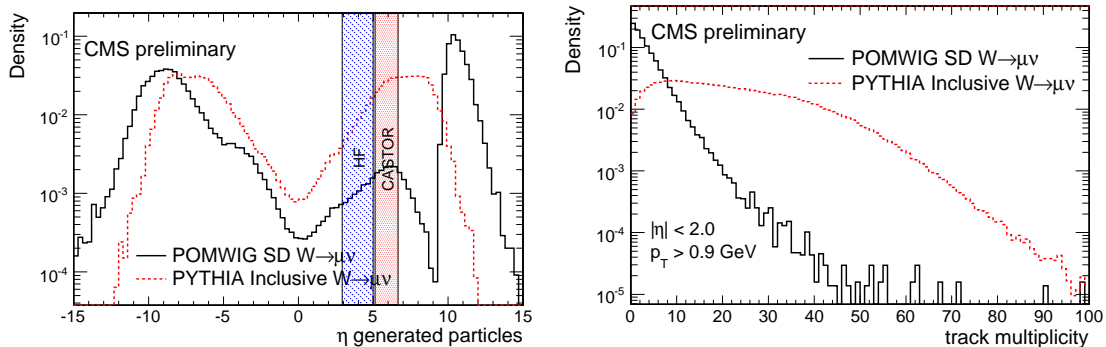 Density
10⁻¹
10⁻²
10⁻³
10⁻⁴
CMS preliminary
HF
CASTOR
POMWIG SD W→μν
PYTHIA Inclusive W→μν
-15 -10 -5 0 5 10 15
η generated particles
Density
10⁻¹
10⁻²
10⁻³
10⁻⁴
10⁻⁵
CMS preliminary
POMWIG SD W→μν
PYTHIA Inclusive W→μν
|η| < 2.0
p_T > 0.9 GeV
0 10 20 30 40 50 60 70 80 90 100
track multiplicity